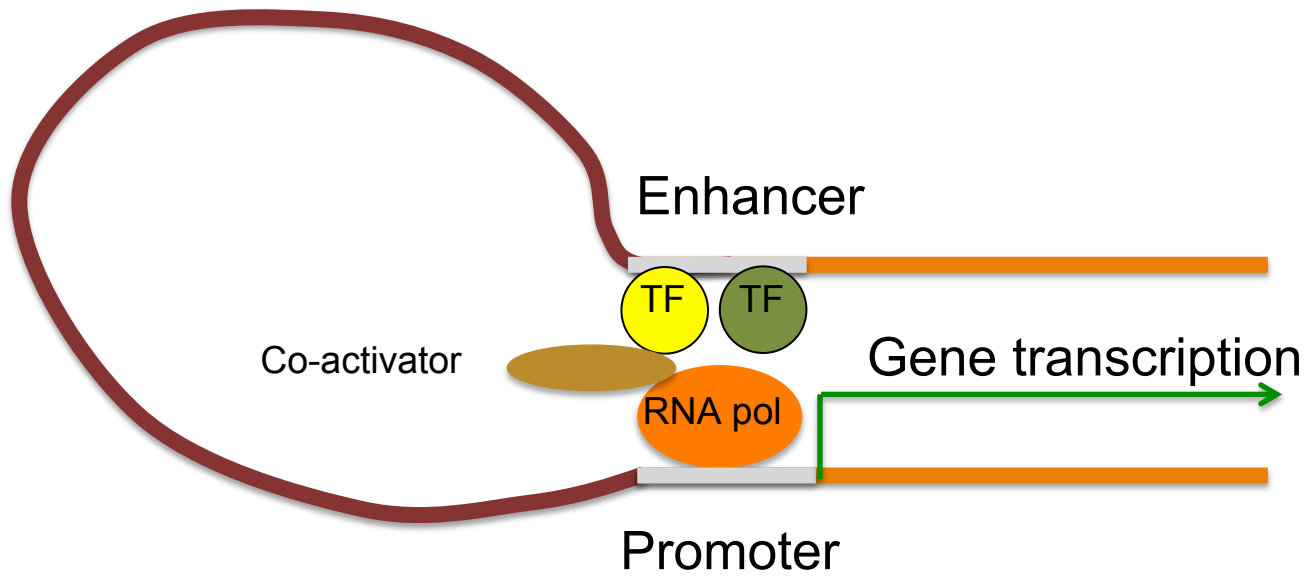 Enhancer
TF
TF
Co-activator
Gene transcription
RNA pol
Promoter